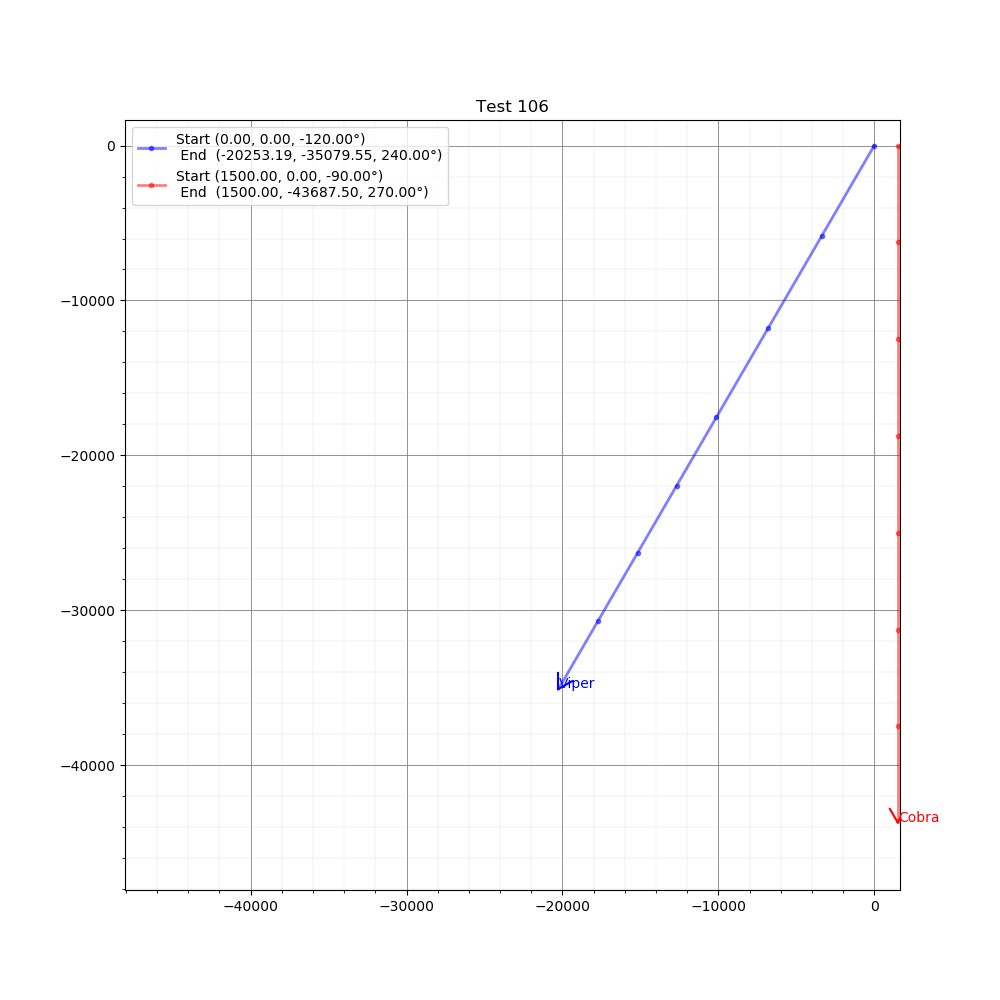 Test 106
Start (0.00, 0.00, -120.00°)
End (-20253.19, -35079.55, 240.00°)
Start (1500.00, 0.00, -90.00°)
End (1500.00, -43687.50, 270.00°)
0
−10000
−20000
−30000
−40000
Viper
Cobra
−40000
−30000
−20000
−10000
0